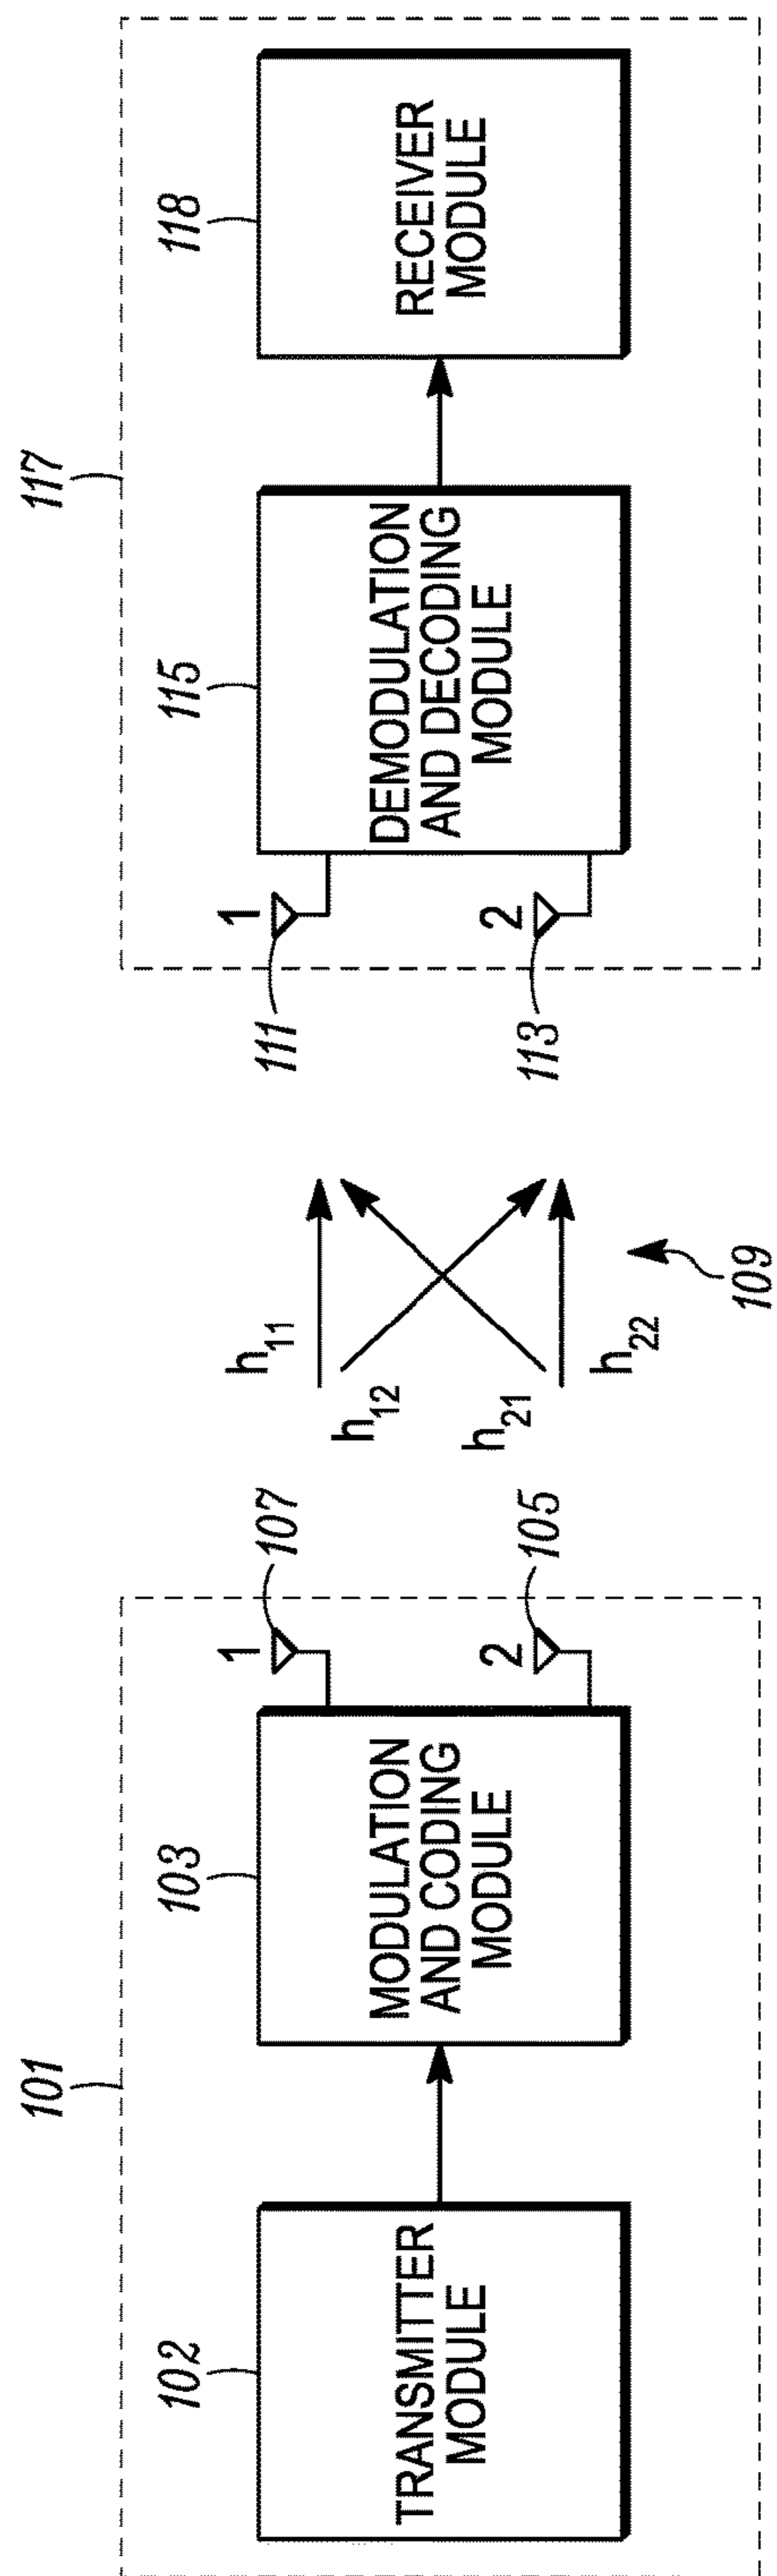 101
102
TRANSMITTER
MODULE
103
MODULATION
AND CODING
MODULE
1
107
2
105
h11
h12
h21
h22
109
117
111
1
113
2
115
DEMODULATION
AND DECODING
MODULE
118
RECEIVER
MODULE